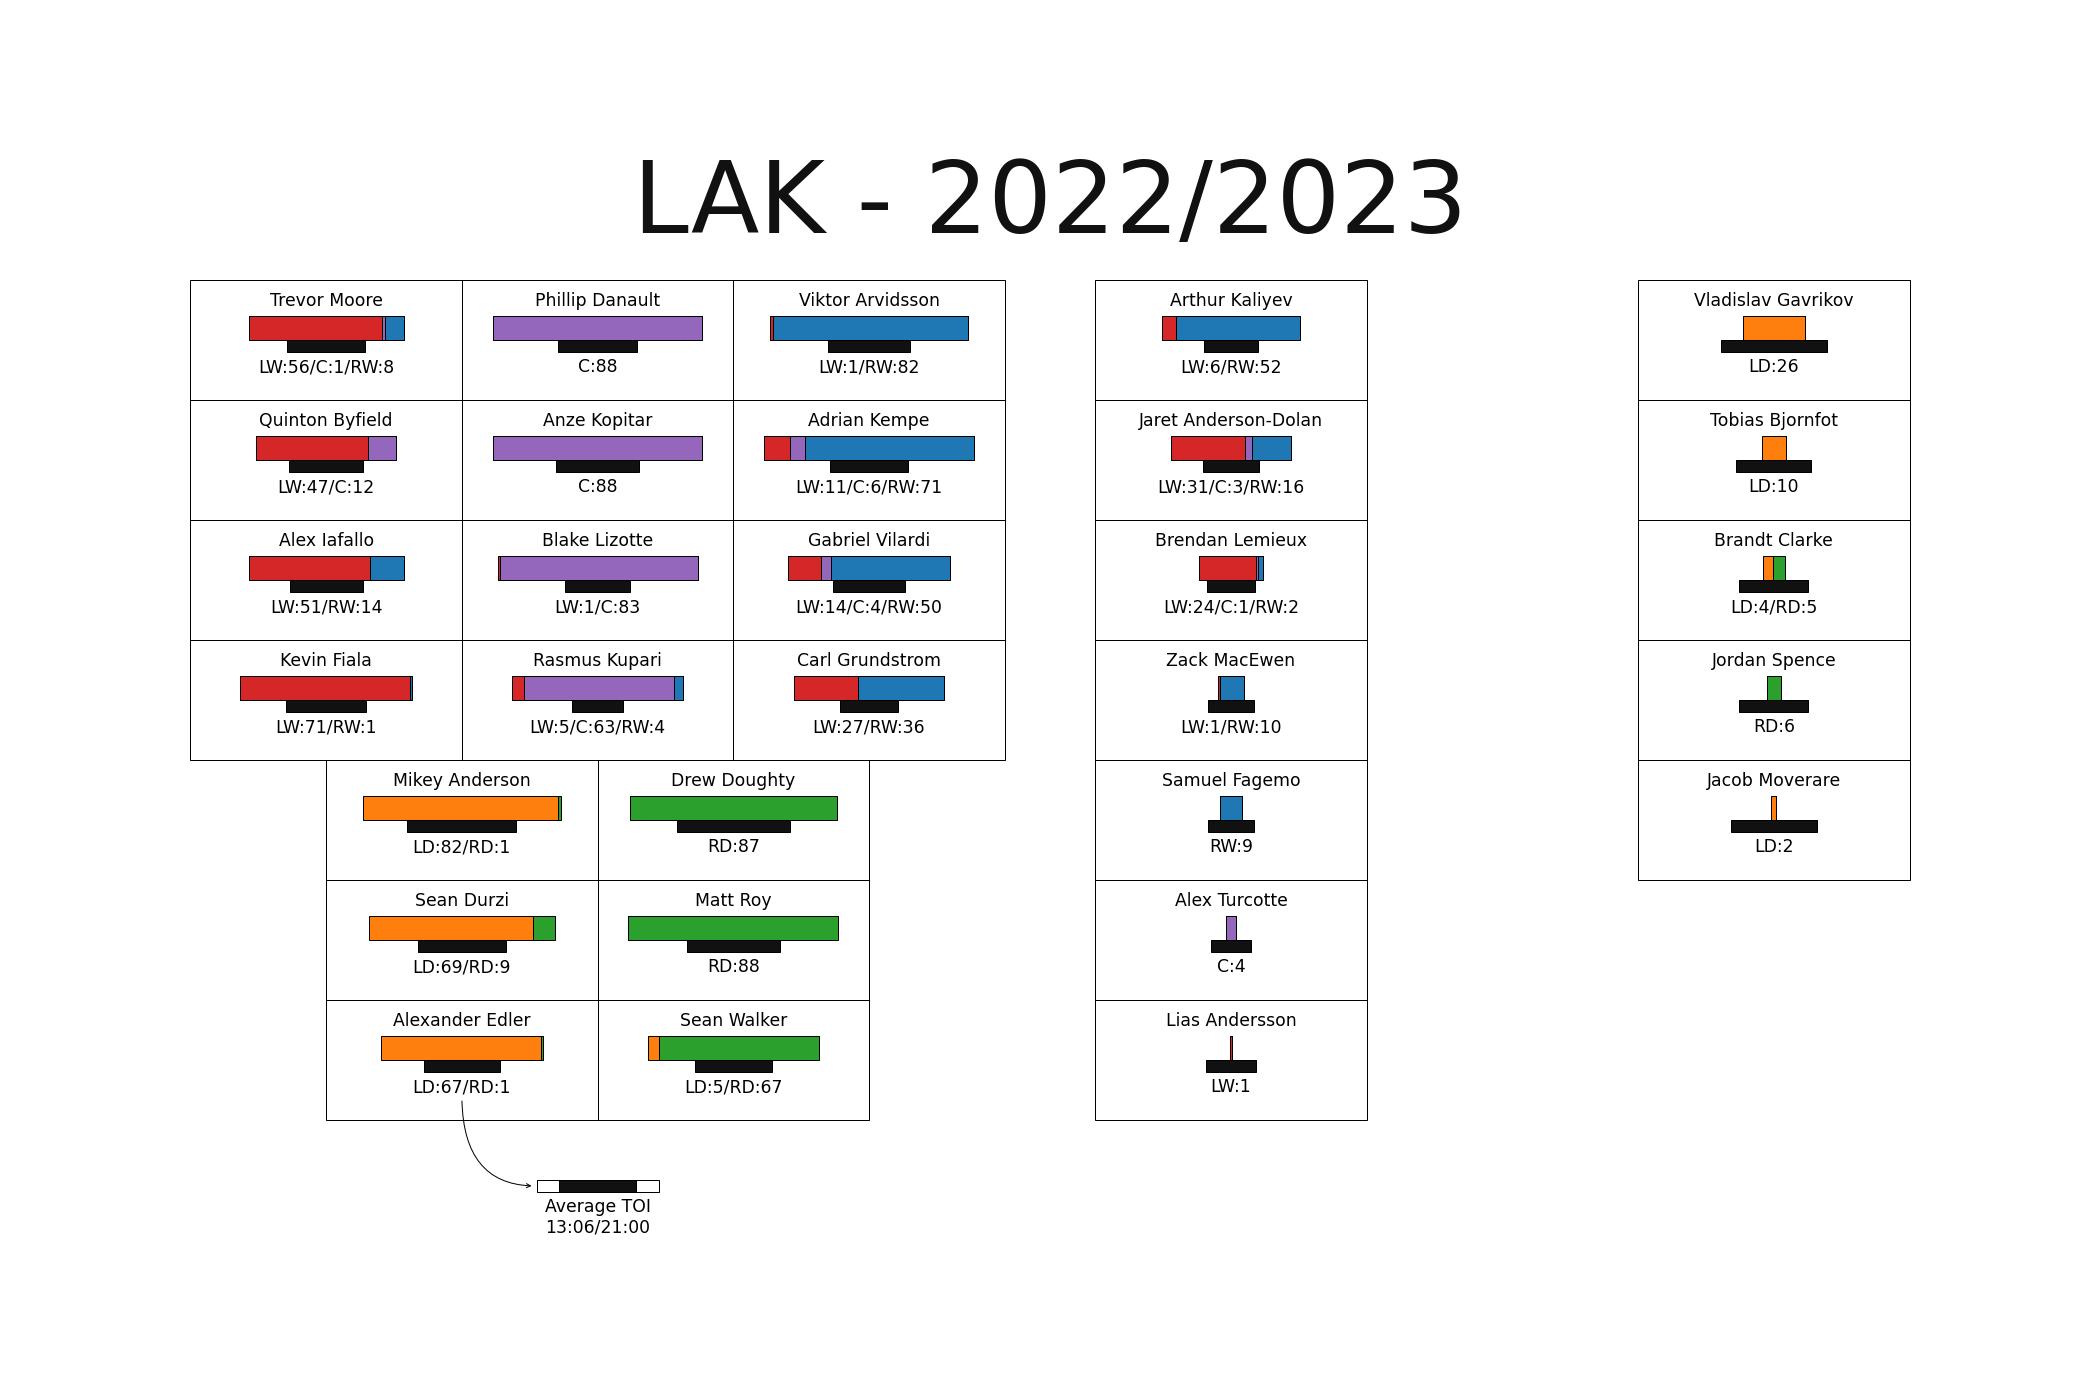 LAK - 2022/2023
Trevor Moore
LW:56/C:1/RW:8
Phillip Danault
C:88
Viktor Arvidsson
LW:1/RW:82
Quinton Byfield
LW:47/C:12
Anze Kopitar
C:88
Adrian Kempe
LW:11/C:6/RW:71
Alex Iafallo
LW:51/RW:14
Blake Lizotte
LW:1/C:83
Gabriel Vilardi
LW:14/C:4/RW:50
Kevin Fiala
LW:71/RW:1
Rasmus Kupari
LW:5/C:63/RW:4
Carl Grundstrom
LW:27/RW:36
Mikey Anderson
LD:82/RD:1
Drew Doughty
RD:87
Sean Durzi
LD:69/RD:9
Matt Roy
RD:88
Alexander Edler
LD:67/RD:1
Sean Walker
LD:5/RD:67
Average TOI
13:06/21:00
Arthur Kaliyev
LW:6/RW:52
Jaret Anderson-Dolan
LW:31/C:3/RW:16
Brendan Lemieux
LW:24/C:1/RW:2
Zack MacEwen
LW:1/RW:10
Samuel Fagemo
RW:9
Alex Turcotte
C:4
Lias Andersson
LW:1
Vladislav Gavrikov
LD:26
Tobias Bjornfot
LD:10
Brandt Clarke
LD:4/RD:5
Jordan Spence
RD:6
Jacob Moverare
LD:2